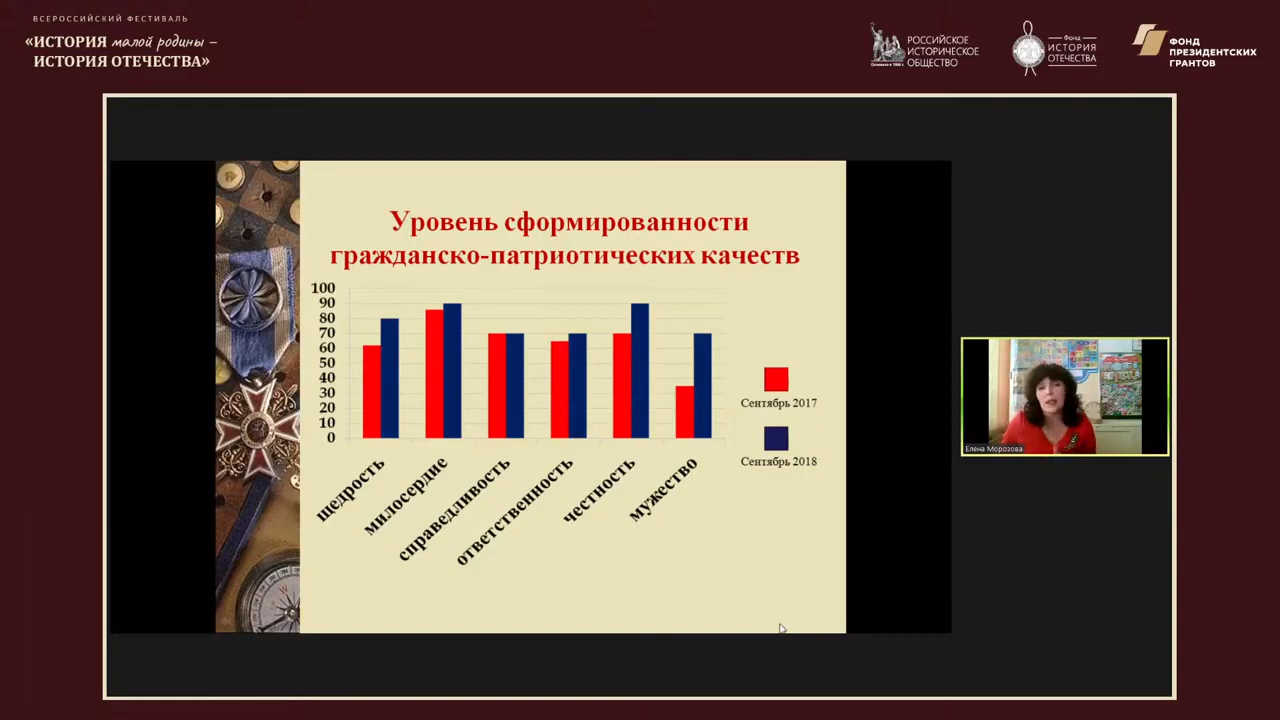 ВСЕРОССИЙСКИЙ ФЕСТИВАЛЬ
«ИСТОРИЯ малой родины –
ИСТОРИЯ ОТЕЧЕСТВА»
РОССИЙСКОЕ
ИСТОРИЧЕСКОЕ
ОБЩЕСТВО
Основано в 1866 г
Фонд
ИСТОРИЯ
ОТЕЧЕСТВА
ФОНД
ПРЕЗИДЕНТСКИХ
ГРАНТОВ
Уровень сформированности
гражданско-патриотических качеств
100
90
80
70
60
50
40
30
20
10
0
щедрость
милосердие
справедливость
ответственность
честность
мужество
Сентябрь 2017
Сентябрь 2018
Елена Морозова